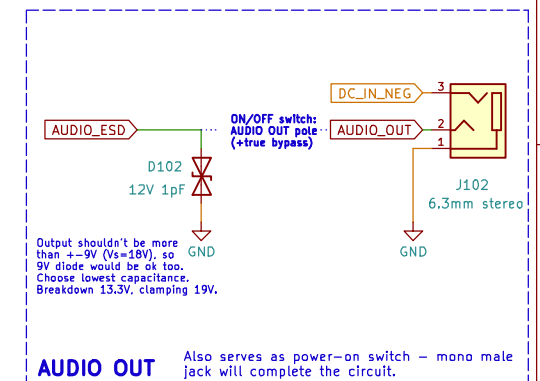 DC_IN_NEG
3
ON/OFF switch:
AUDIO_ESD
AUDIO OUT pole
AUDIO_OUT
2
(+true bypass)
1
D102
12V 1pF
J102
6.3mm stereo
GND
GND
Output shouldn't be more
than +-9V (Vs=18V), so
9V diode would be ok too.
Choose lowest capacitance.
Breakdown 13.3V, clamping 19V.
AUDIO OUT
Also serves as power-on switch - mono male
jack will complete the circuit.